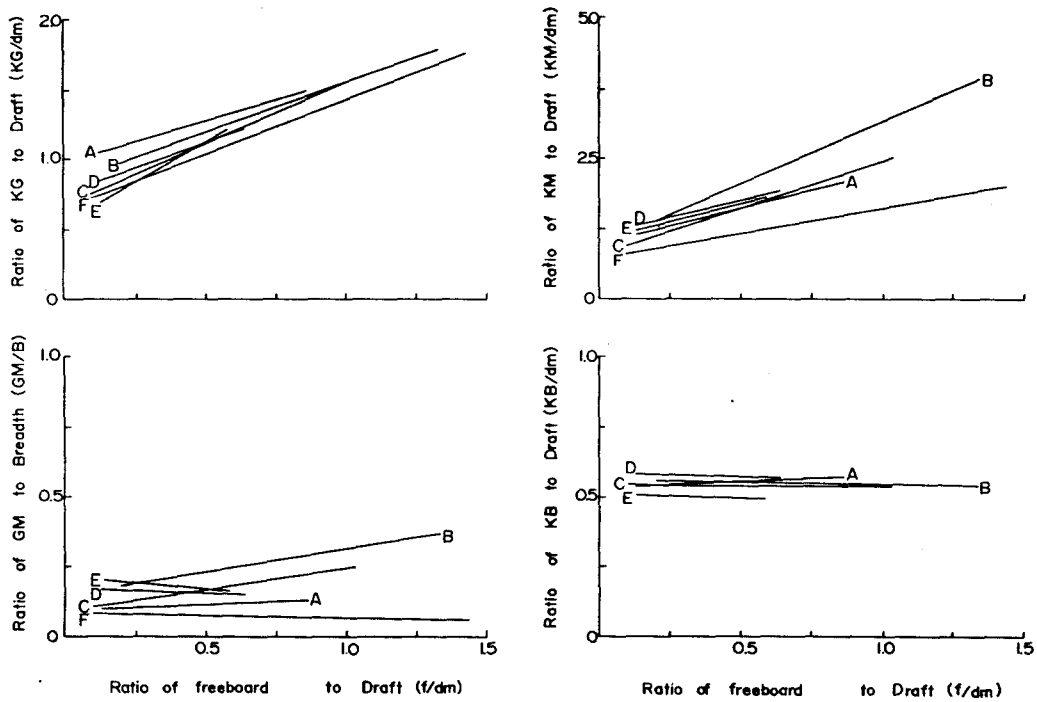 Ratio of KG to Draft (KG/dm)
2.0
1.0
0
A
B
D
C
F
E
Ratio of KM to Draft (KM/dm)
5.0
2.5
0
B
A
D
E
C
F
Ratio of GM to Breadth (GM/B)
1.0
0.5
0
B
E
D
A
C
F
0.5 1.0 1.5
Ratio of freeboard to Draft (f/dm)
Ratio of KB to Draft (KB/dm)
1.0
0.5
0
D
A
C
B
E
0.5 1.0 1.5
Ratio of freeboard to Draft (f/dm)